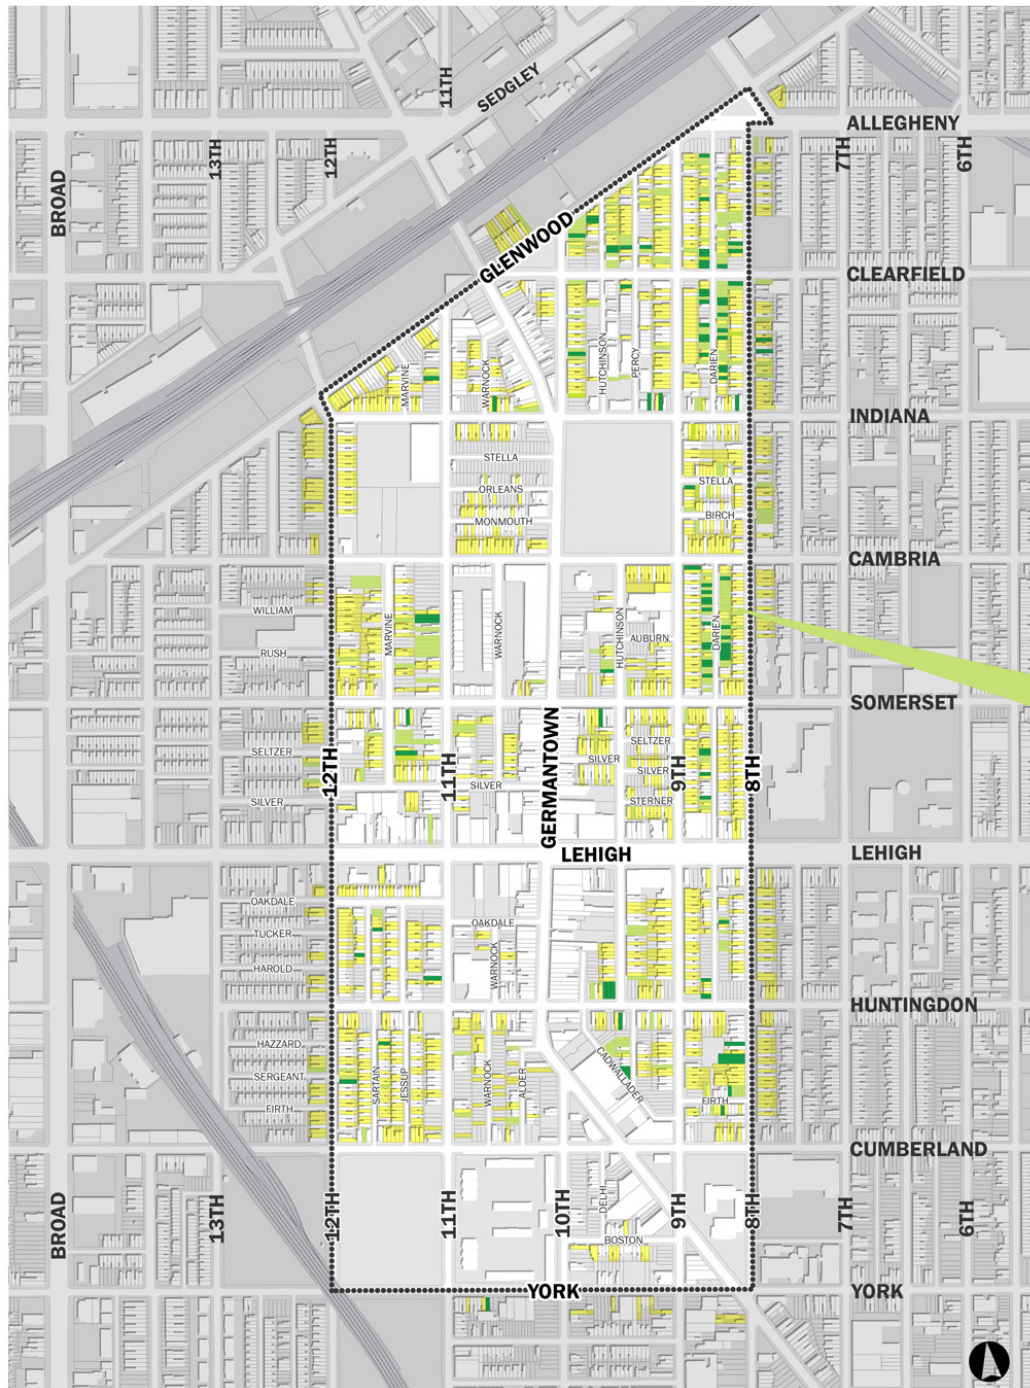 11TH
SEDGLEY
ALLEGHENY
13TH
12TH
7TH
6TH
BROAD
GLENWOOD
CLEARFIELD
HUTCHINSON
PERCY
DARIEN
MARVINE
WARNOCK
INDIANA
STELLA
ORLEANS
MONMOUTH
STELLA
BIRCH
CAMBRIA
WILLIAM
RUSH
MARVINE
WARNOCK
HUTCHINSON
AUBURN
DARIEN
SOMERSET
SELTZER
SILVER
12TH
11TH
SILVER
GERMANTOWN
SILVER
SELTZER
SILVER
STERNER
9TH
8TH
LEHIGH
LEHIGH
OAKDALE
TUCKER
HAROLD
OAKDALE
WARNOCK
HUNTINGDON
HAZZARD
SERGEANT
FIRTH
SARTAIN
JESSUP
WARNOCK
ALDER
CADWALLADER
FIRTH
CUMBERLAND
BROAD
13TH
12TH
11TH
10TH
DELHI
BOSTON
9TH
8TH
7TH
6TH
YORK
YORK